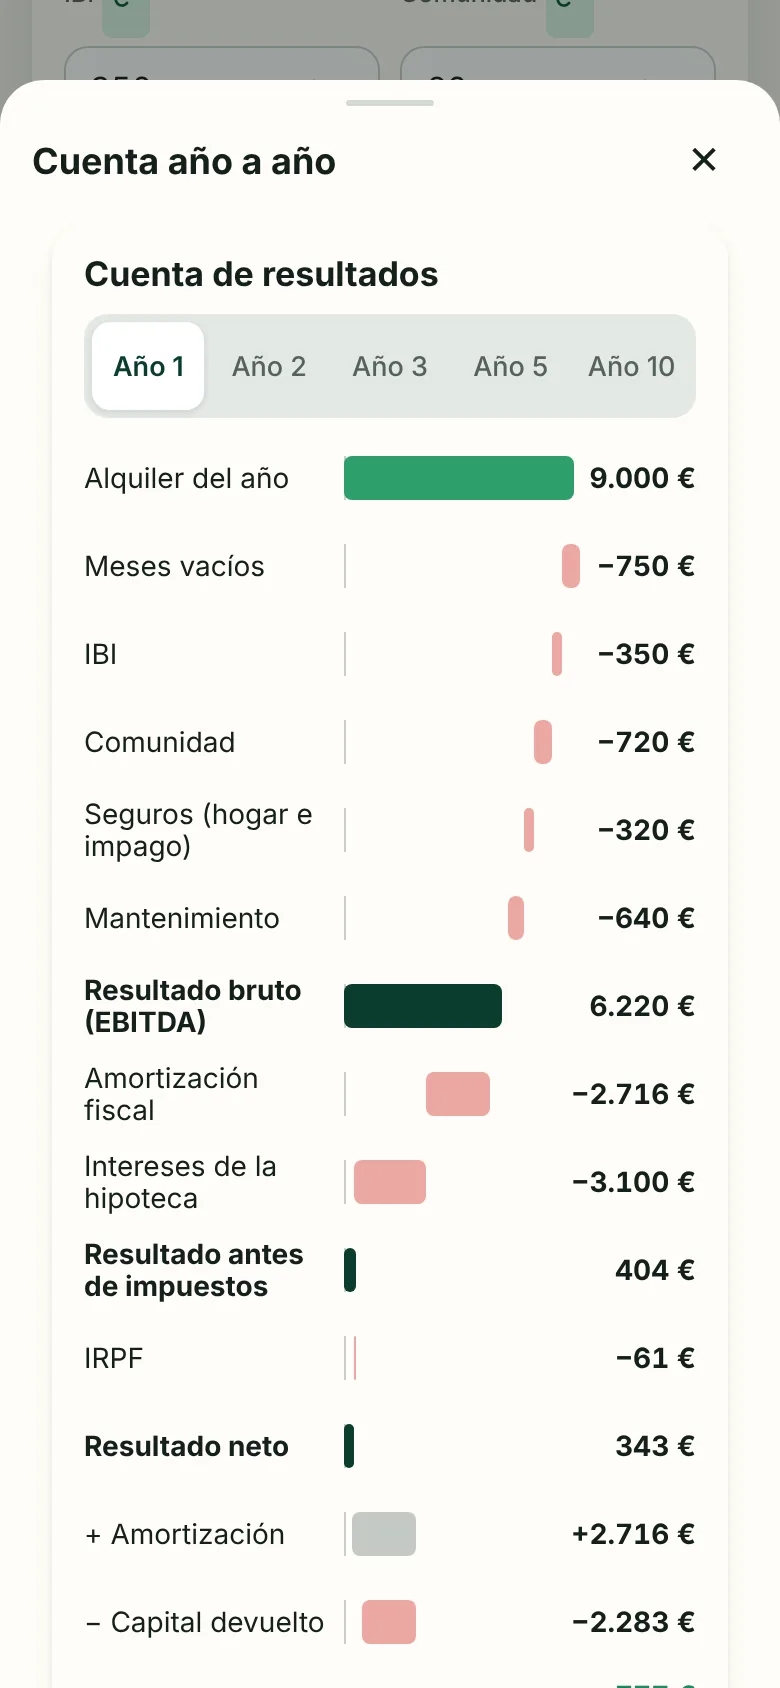 Cuenta año a año
Cuenta de resultados
Año 1 Año 2 Año 3 Año 5 Año 10
Alquiler del año 9.000 €
Meses vacíos −750 €
IBI −350 €
Comunidad −720 €
Seguros (hogar e
impago) −320 €
Mantenimiento −640 €
Resultado bruto
(EBITDA) 6.220 €
Amortización
fiscal −2.716 €
Intereses de la
hipoteca −3.100 €
Resultado antes
de impuestos 404 €
IRPF −61 €
Resultado neto 343 €
+ Amortización +2.716 €
− Capital devuelto −2.283 €